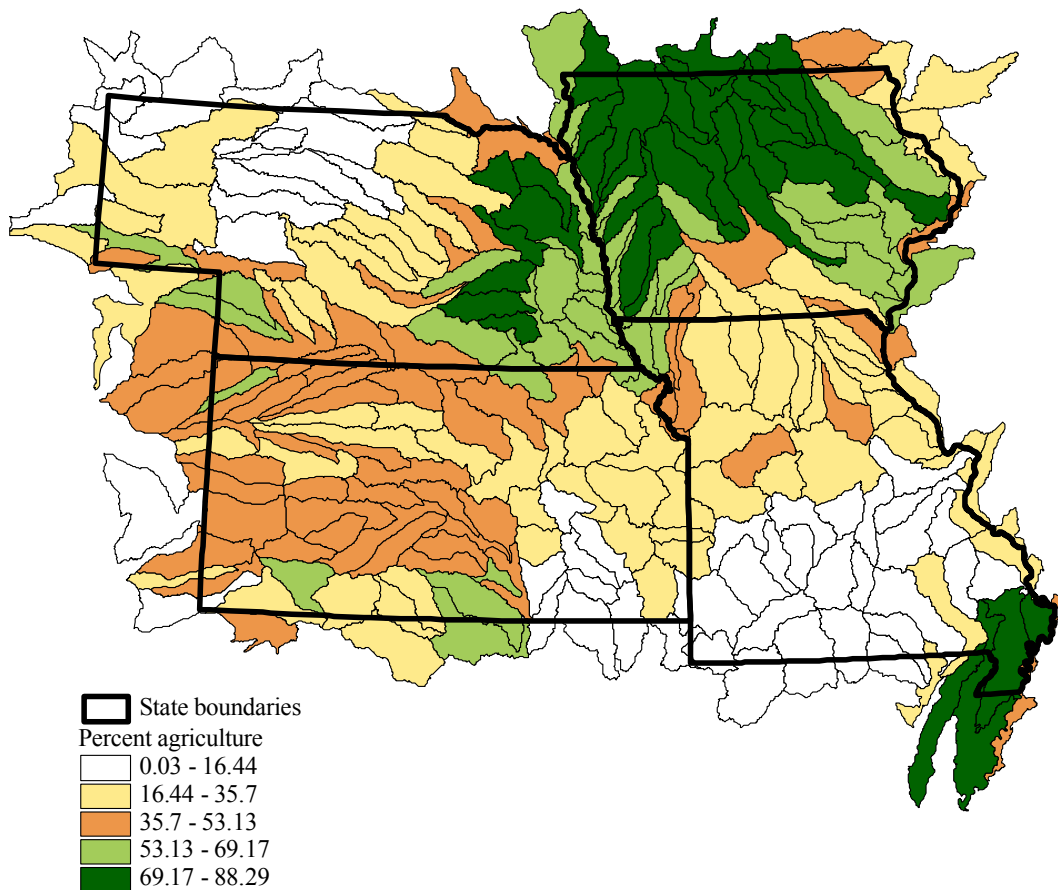 State boundaries
Percent agriculture
0.03 - 16.44
16.44 - 35.7
35.7 - 53.13
53.13 - 69.17
69.17 - 88.29